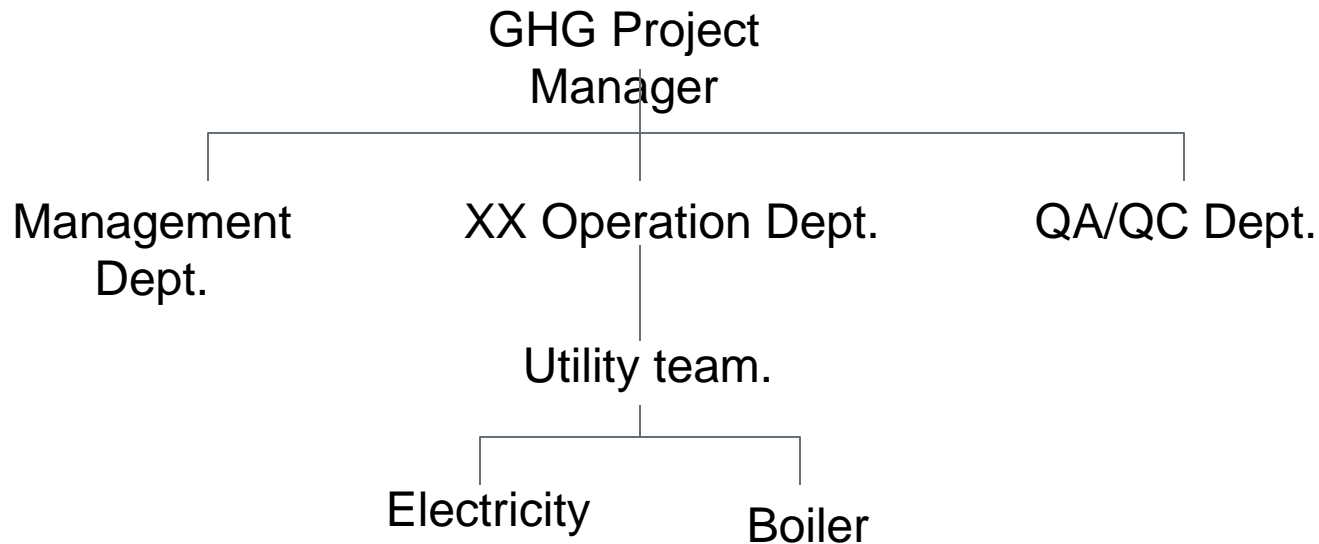 GHG Project
Manager
Management
Dept.
XX Operation Dept.
QA/QC Dept.
Utility team.
Electricity
Boiler